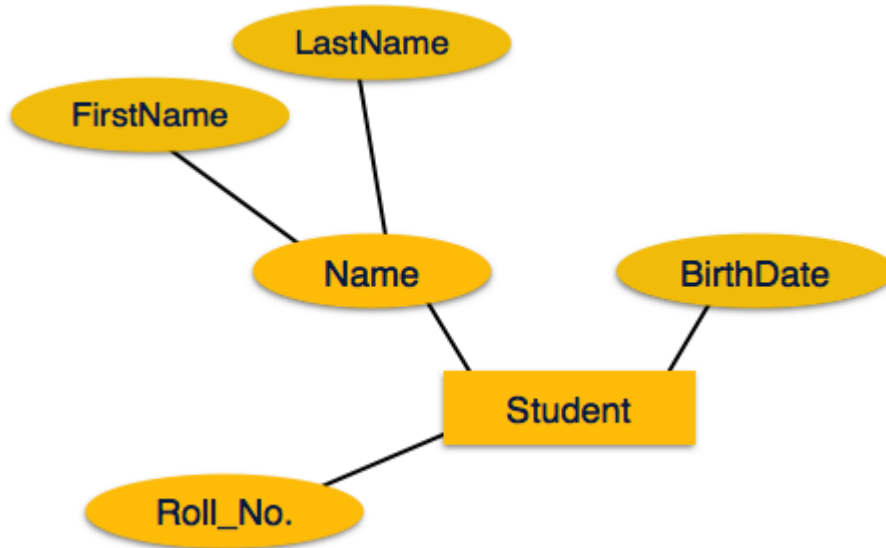 LastName
FirstName
Name
BirthDate
Student
Roll_No.